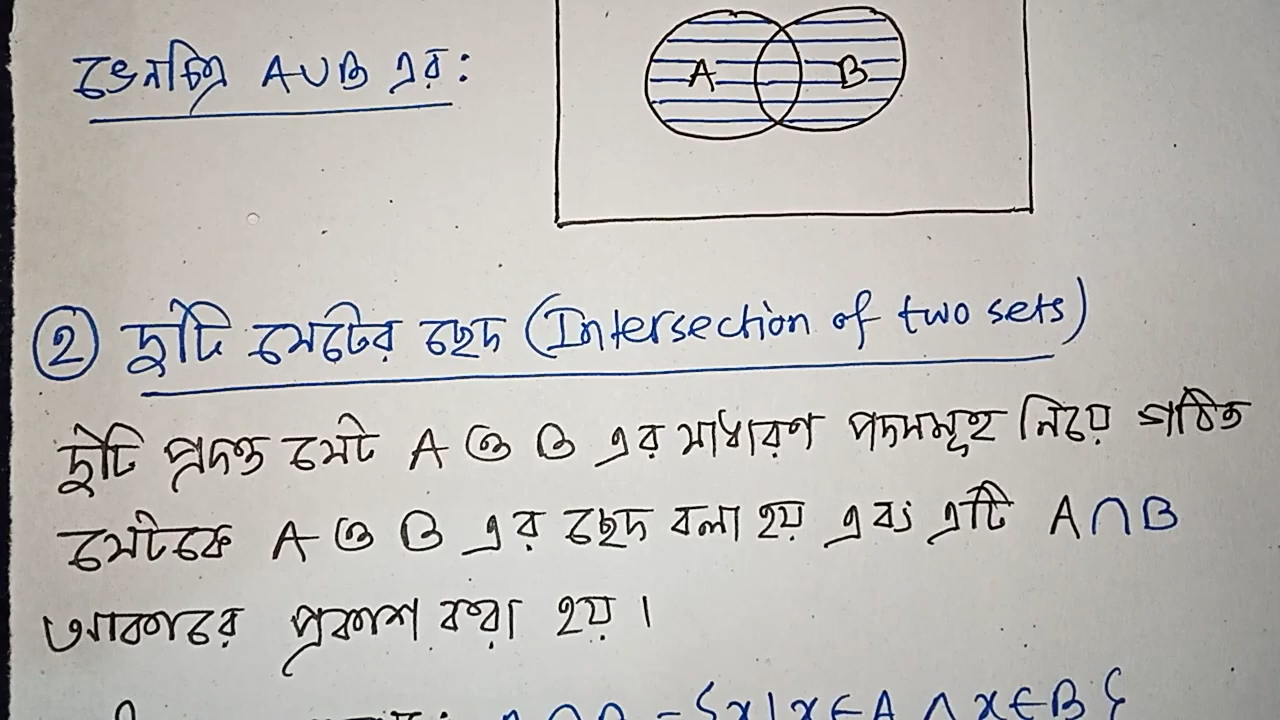 ভেনচিত্র A∪B এর:
A B
② দুটি সেটের ছেদ (Intersection of two sets)
দুটি প্রদত্ত সেট A ও B এর সাধারণ পদসমূহ নিয়ে গঠিত
সেটকে A ও B এর ছেদ বলা হয় এবং এটি A∩B
আকারে প্রকাশ করা হয়।
A∩B = {x | x ∈ A ∧ x ∈ B}